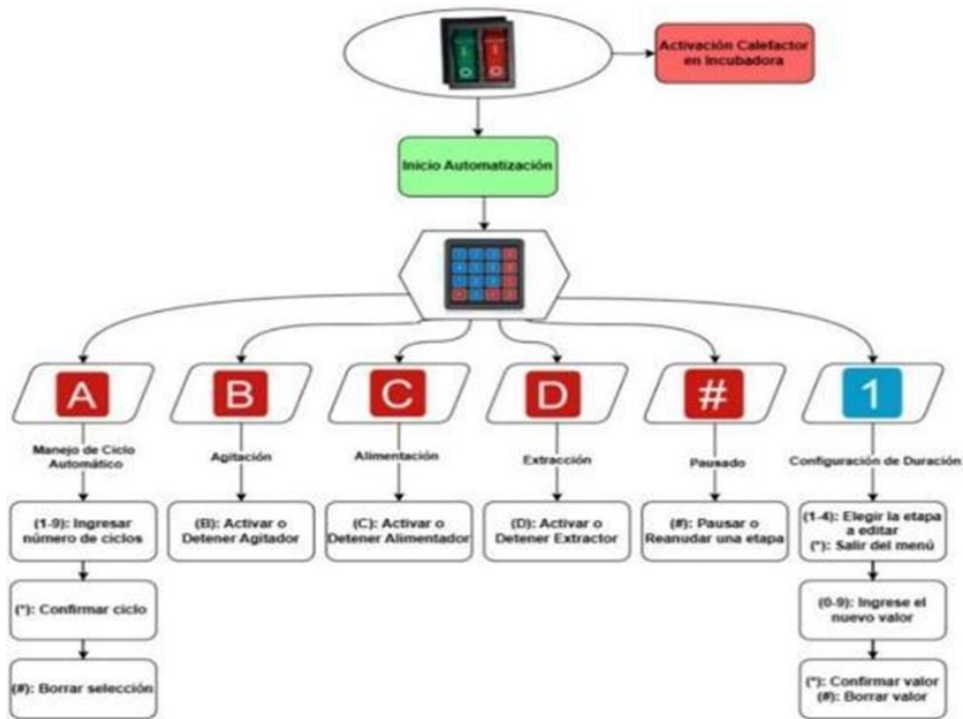 Activación Calefactor
en Incubadora
Inicio Automatización
A
B
C
D
#
1
Manejo de Ciclo
Automático
Agitación
Alimentación
Extracción
Pausado
Configuración de Duración
(1-9): Ingresar
número de ciclos
(B): Activar o
Detener Agitador
(C): Activar o
Detener Alimentador
(D): Activar o
Detener Extractor
(#): Pausar o
Reanudar una etapa
(1-4): Elegir la etapa
a editar
(*): Salir del menú
(*): Confirmar ciclo
(0-9): Ingrese el
nuevo valor
(#): Borrar selección
(*): Confirmar valor
(#): Borrar valor